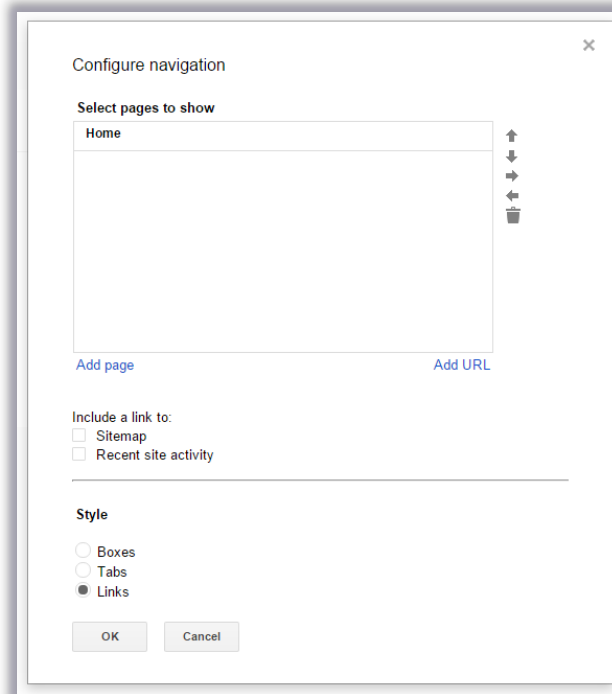 Configure navigation
Select pages to show
Home
Add page
Add URL
Include a link to:
Sitemap
Recent site activity
Style
Boxes
Tabs
Links
OK
Cancel